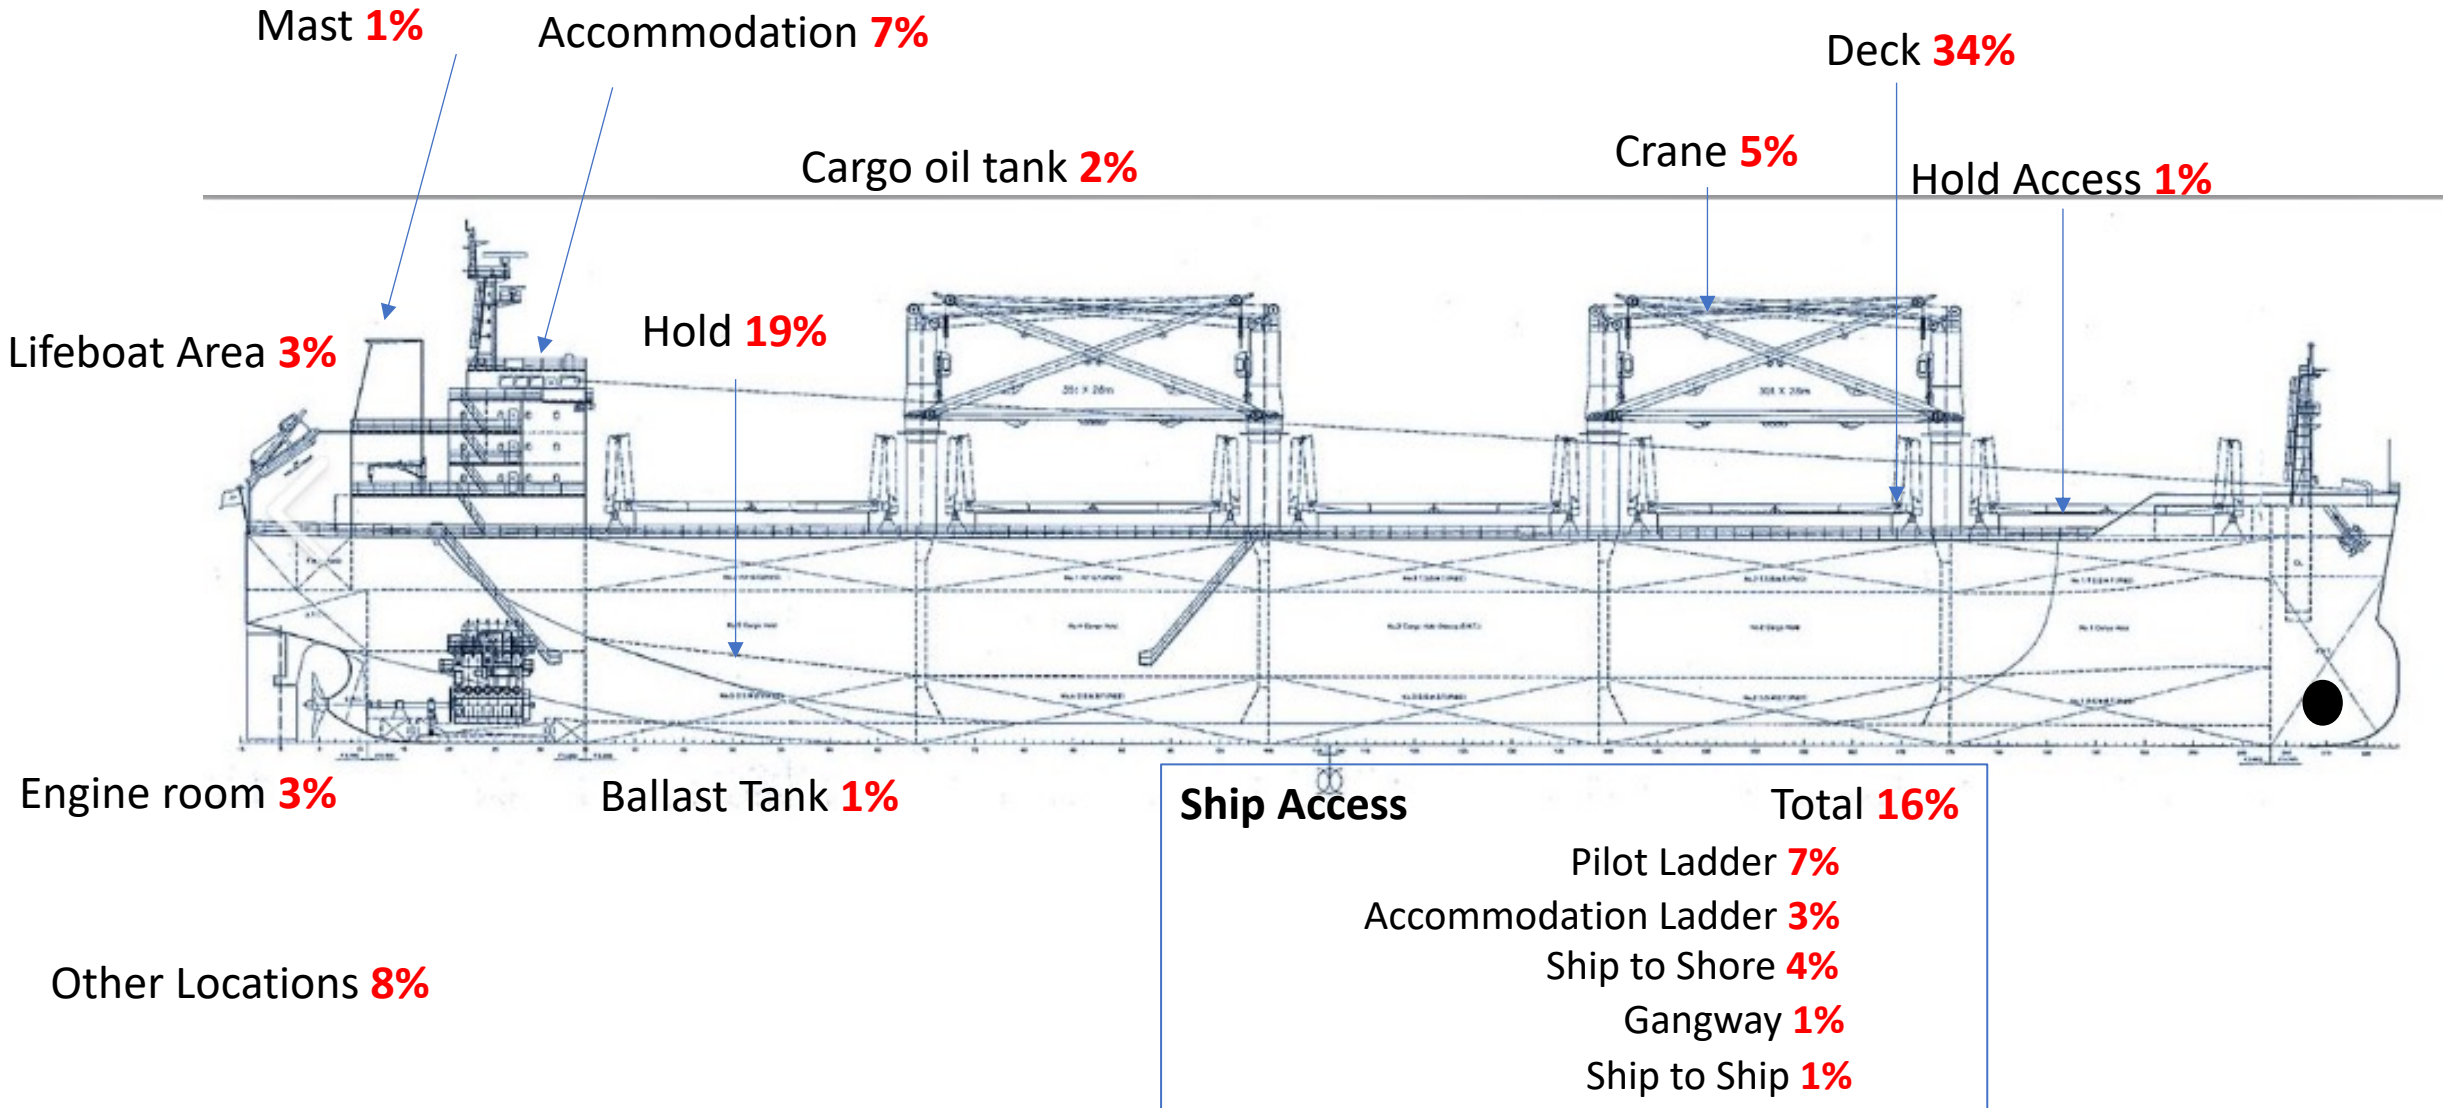 Mast 1%
Accommodation 7%
Deck 34%
Crane 5%
Cargo oil tank 2%
Hold Access 1%
Hold 19%
Lifeboat Area 3%
Engine room 3%
Ballast Tank 1%
Ship Access Total 16%
Pilot Ladder 7%
Accommodation Ladder 3%
Ship to Shore 4%
Gangway 1%
Ship to Ship 1%
Other Locations 8%